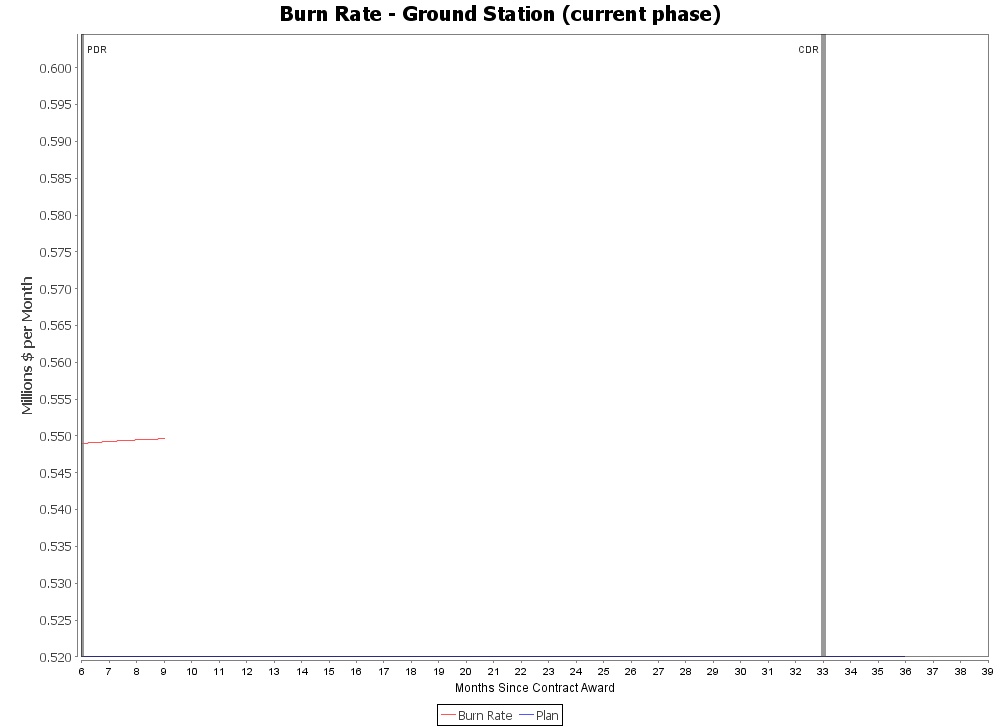 Burn Rate - Ground Station (current phase)
PDR
CDR
0.600
0.595
0.590
0.585
0.580
0.575
0.570
0.565
0.560
0.555
0.550
0.545
0.540
0.535
0.530
0.525
0.520
Millions $ per Month
6 7 8 9 10 11 12 13 14 15 16 17 18 19 20 21 22 23 24 25 26 27 28 29 30 31 32 33 34 35 36 37 38 39
Months Since Contract Award
Burn Rate Plan